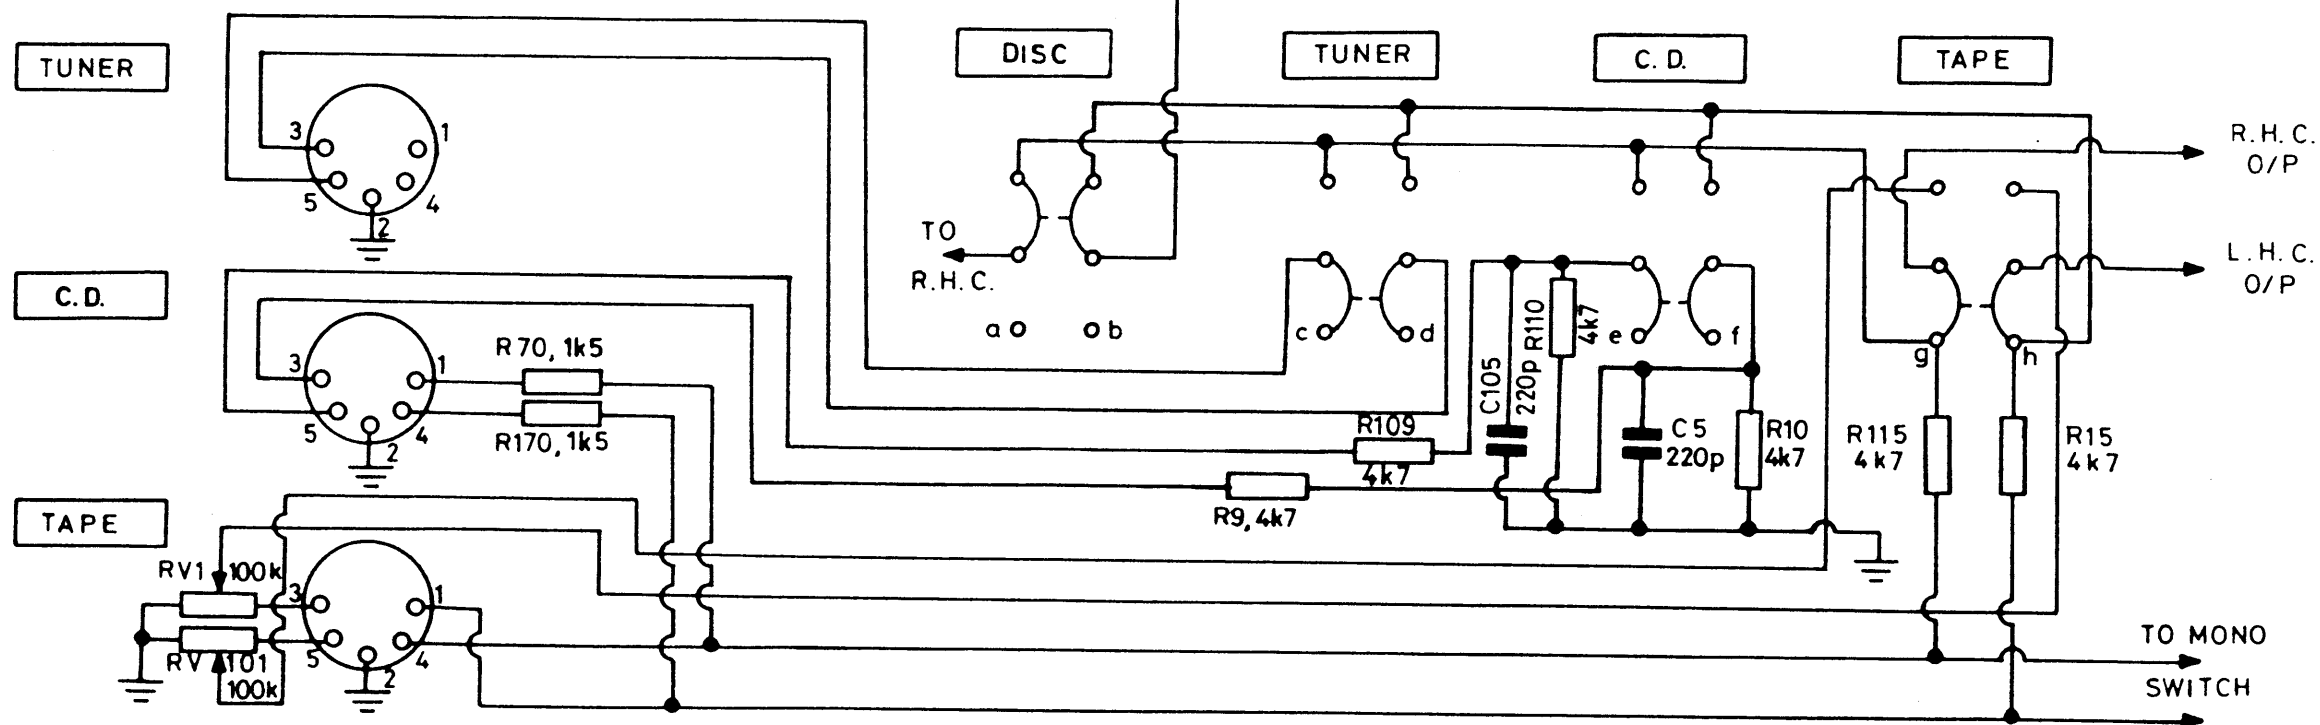 TUNER
3
1
5
4
2
C.D.
3
1
5
4
2
R70, 1k5
R170, 1k5
TAPE
RV1
100k
3
1
5
4
2
RV 101
100k
DISC
TUNER
C.D.
TAPE
TO
R.H.C.
a
b
c
d
e
f
g
h
R109
4k7
R9, 4k7
C105
220p
R110
4k7
C5
220p
R10
4k7
R115
4k7
R15
4k7
R.H.C.
O/P
L.H.C.
O/P
TO MONO
SWITCH